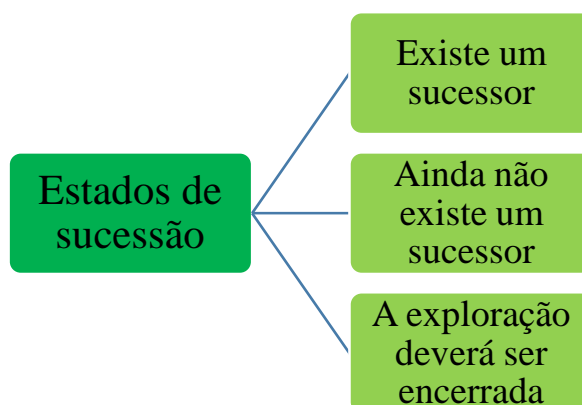 Estados de
sucessão
Existe um
sucessor
Ainda não
existe um
sucessor
A exploração
deverá ser
encerrada